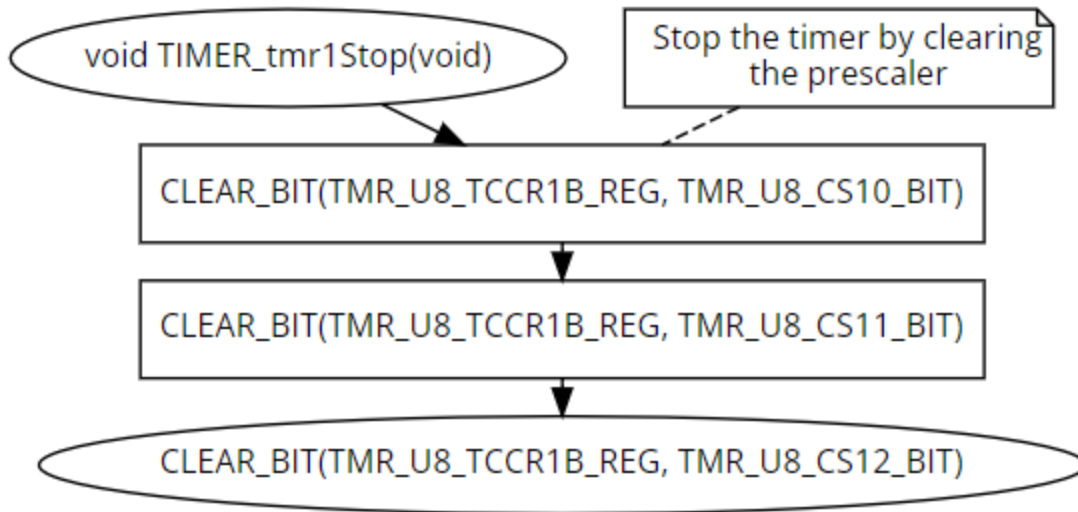 void TIMER_tmr1Stop(void)
Stop the timer by clearing
the prescaler
CLEAR_BIT(TMR_U8_TCCR1B_REG, TMR_U8_CS10_BIT)
CLEAR_BIT(TMR_U8_TCCR1B_REG, TMR_U8_CS11_BIT)
CLEAR_BIT(TMR_U8_TCCR1B_REG, TMR_U8_CS12_BIT)